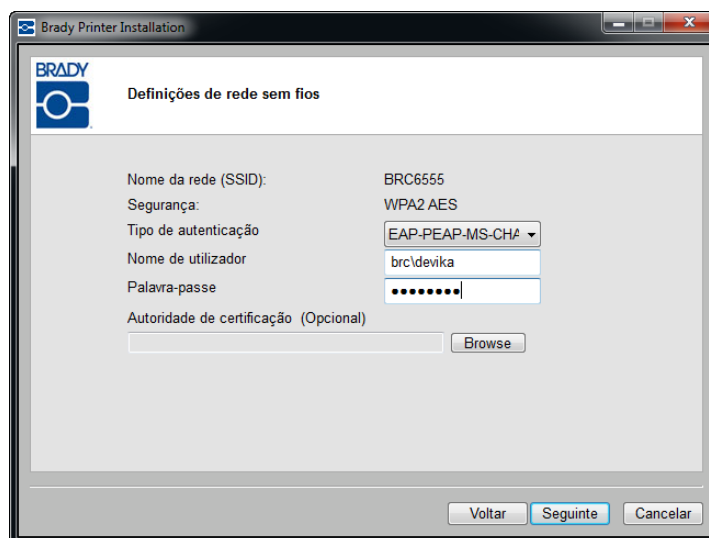 Brady Printer Installation
BRADY
Definições de rede sem fios
Nome da rede (SSID): BRC6555
Segurança: WPA2 AES
Tipo de autenticação EAP-PEAP-MS-CHA
Nome de utilizador brc\devika
Palavra-passe ●●●●●●●●
Autoridade de certificação (Opcional)
Browse
Voltar Seguinte Cancelar